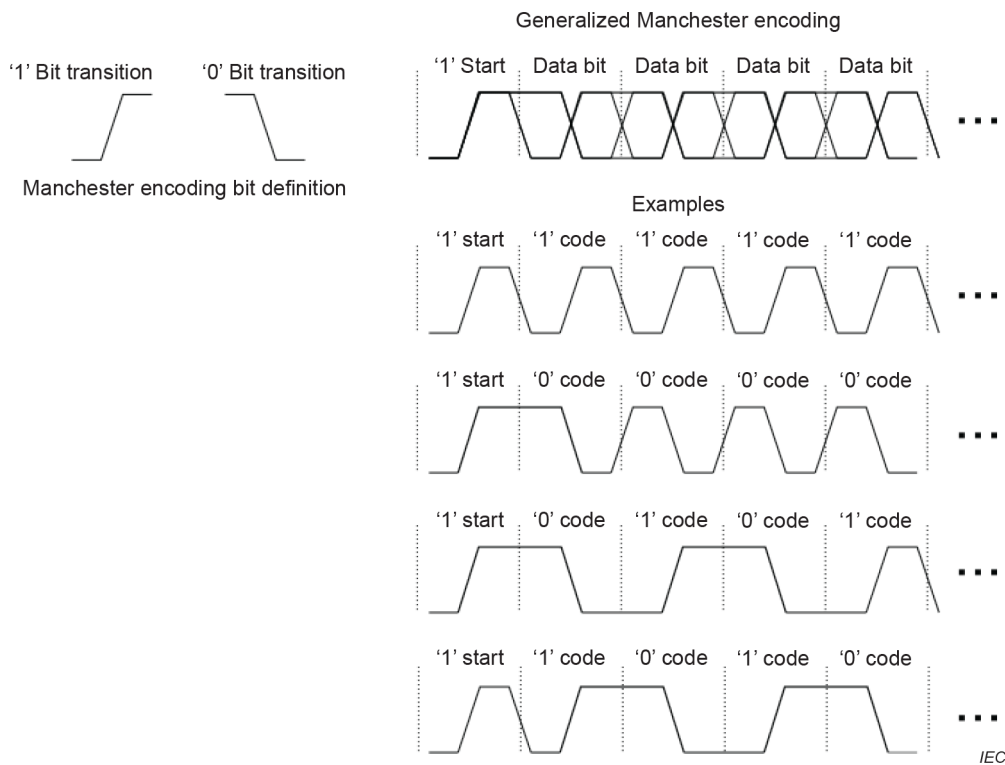 Generalized Manchester encoding
‘1’ Bit transition ‘0’ Bit transition
‘1’ Start Data bit Data bit Data bit Data bit
Manchester encoding bit definition
Examples
‘1’ start ‘1’ code ‘1’ code ‘1’ code ‘1’ code
‘1’ start ‘0’ code ‘0’ code ‘0’ code ‘0’ code
‘1’ start ‘0’ code ‘1’ code ‘0’ code ‘1’ code
‘1’ start ‘1’ code ‘0’ code ‘1’ code ‘0’ code
IEC